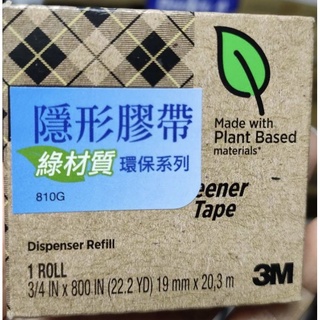 隱形膠帶
綠材質 環保系列
810G
Made with
Plant Based
materials*
eener
Tape
Dispenser Refill
1 ROLL
3/4 IN x 800 IN (22.2 YD) 19 mm x 20,3 m
3M